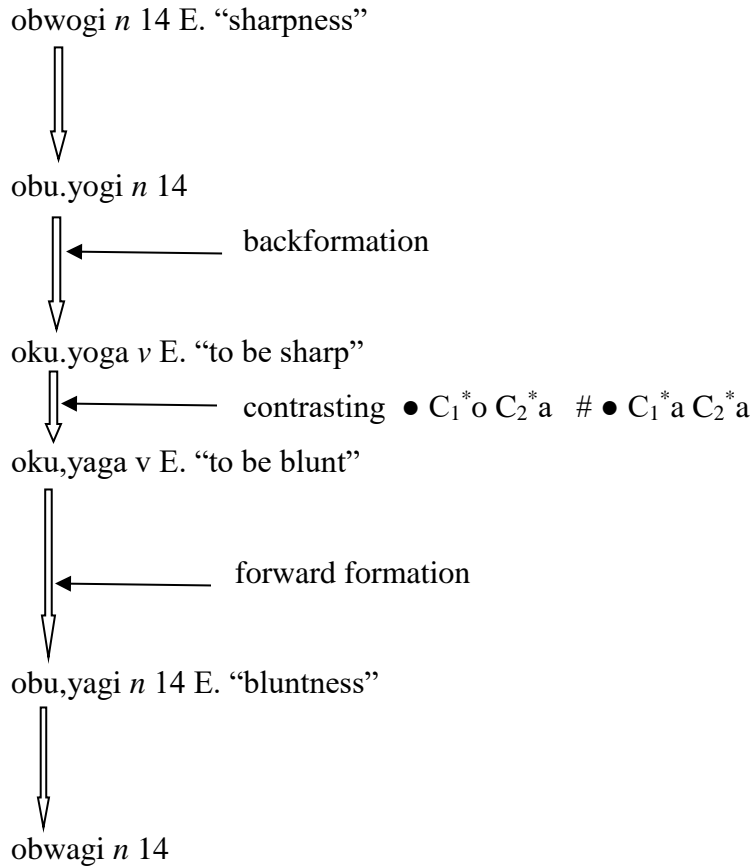 obwogi n 14 E. “sharpness”
obu.yogi n 14
backformation
oku.yoga v E. “to be sharp”
contrasting ● C₁*o C₂*a # ● C₁*a C₂*a
oku,yaga v E. “to be blunt”
forward formation
obu,yagi n 14 E. “bluntness”
obwagi n 14